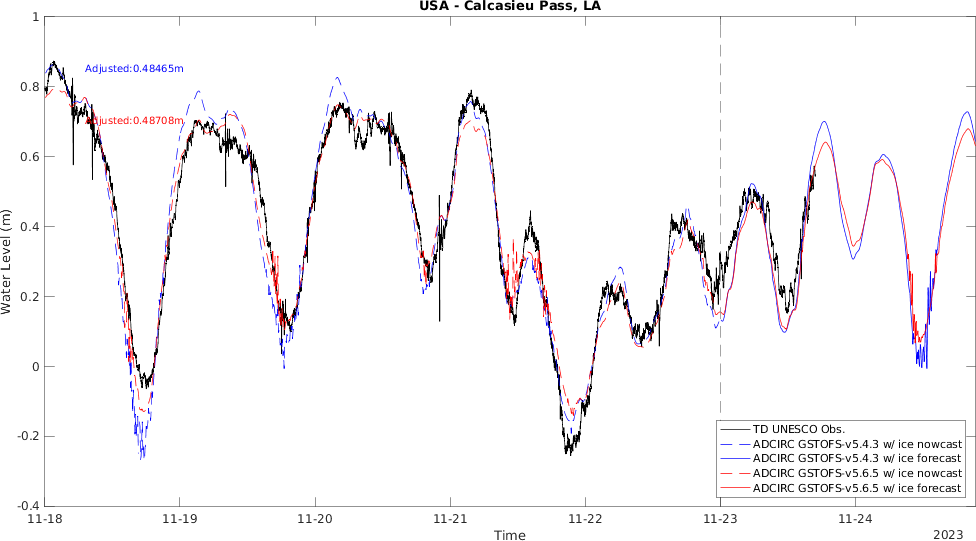 USA - Calcasieu Pass, LA
1
Adjusted:0.48465m
0.8
Adjusted:0.48708m
0.6
0.4
0.2
0
-0.2
-0.4
Water Level (m)
TD UNESCO Obs.
ADCIRC GSTOFS-v5.4.3 w/ ice nowcast
ADCIRC GSTOFS-v5.4.3 w/ ice forecast
ADCIRC GSTOFS-v5.6.5 w/ ice nowcast
ADCIRC GSTOFS-v5.6.5 w/ ice forecast
11-18 11-19 11-20 11-21 11-22 11-23 11-24
Time
2023